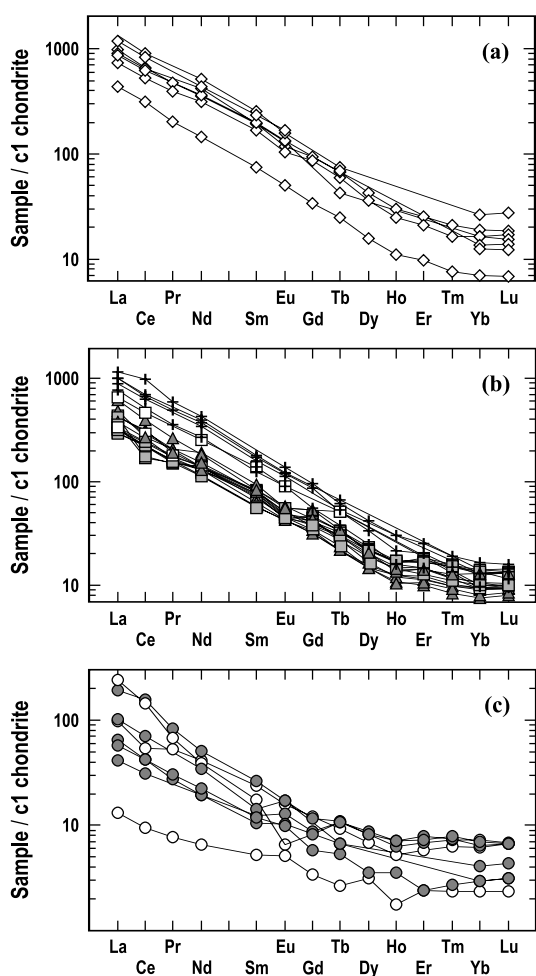 (a)
1000
100
10
Sample / c1 chondrite
La Pr Nd Sm Eu Tb Ho Tm Lu
Ce Gd Dy Er Yb
(b)
1000
100
10
Sample / c1 chondrite
La Pr Nd Sm Eu Tb Ho Tm Lu
Ce Gd Dy Er Yb
(c)
100
10
Sample / c1 chondrite
La Pr Eu Tb Ho Tm Lu
Ce Nd Sm Gd Dy Er Yb